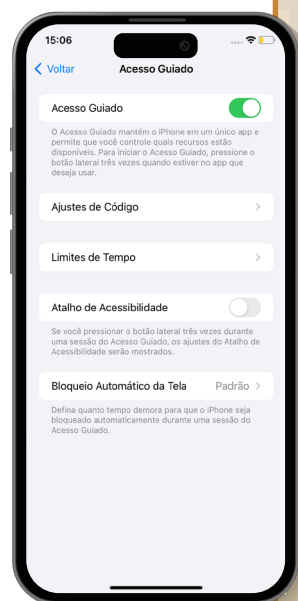 15:06
Voltar Acesso Guiado
Acesso Guiado
O Acesso Guiado mantém o iPhone em um único app e
permite que você controle quais recursos estão
disponíveis. Para iniciar o Acesso Guiado, pressione o
botão lateral três vezes quando estiver no app que
deseja usar.
Ajustes de Código
Limites de Tempo
Atalho de Acessibilidade
Se você pressionar o botão lateral três vezes durante
uma sessão do Acesso Guiado, os ajustes do Atalho de
Acessibilidade serão mostrados.
Bloqueio Automático da Tela Padrão
Defina quanto tempo demora para que o iPhone seja
bloqueado automaticamente durante uma sessão do
Acesso Guiado.